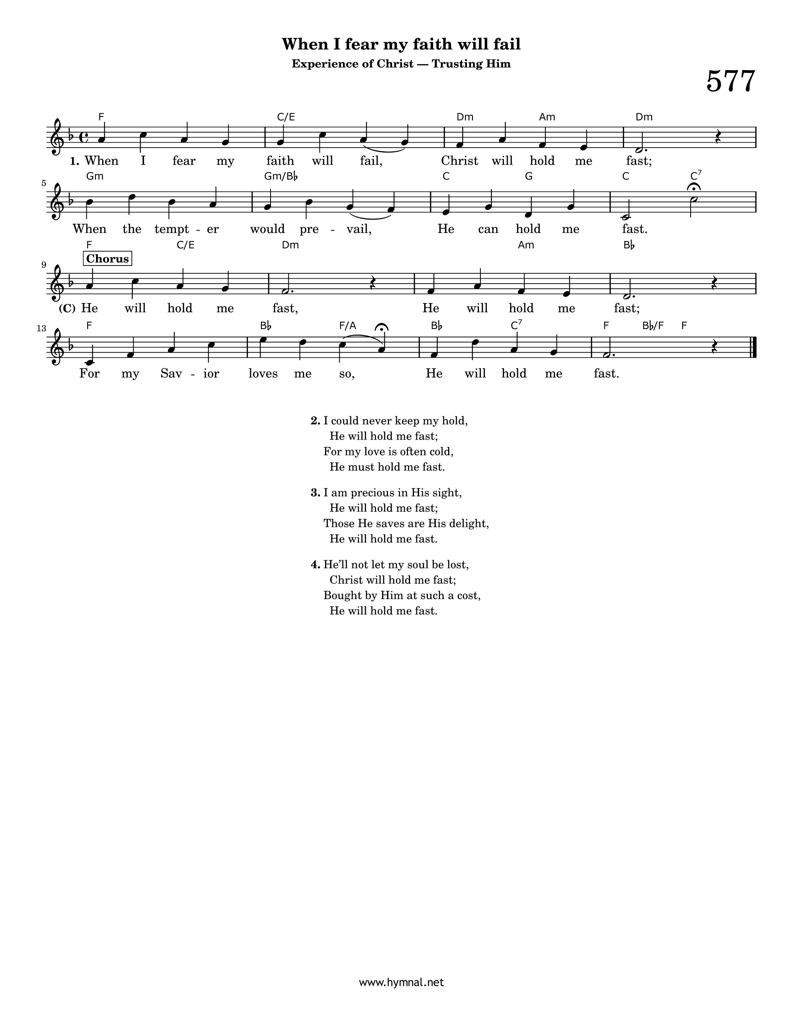 When I fear my faith will fail
Experience of Christ — Trusting Him
577
F C/E Dm Am Dm
1. When I fear my faith will fail, Christ will hold me fast;
5 Gm Gm/B♭ C G C C7
When the tempt - er would pre - vail, He can hold me fast.
F C/E Dm Am B♭
9 Chorus
(C) He will hold me fast, He will hold me fast;
13 F B♭ F/A B♭ C7 F B♭/F F
For my Sav - ior loves me so, He will hold me fast.
2. I could never keep my hold,
He will hold me fast;
For my love is often cold,
He must hold me fast.
3. I am precious in His sight,
He will hold me fast;
Those He saves are His delight,
He will hold me fast.
4. He'll not let my soul be lost,
Christ will hold me fast;
Bought by Him at such a cost,
He will hold me fast.
www.hymnal.net